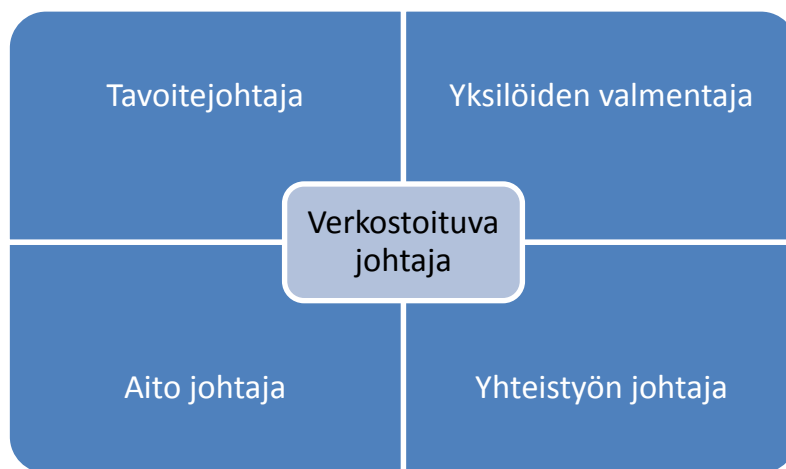 Tavoitejohtaja
Yksilöiden valmentaja
Verkostoituva
johtaja
Aito johtaja
Yhteistyön johtaja